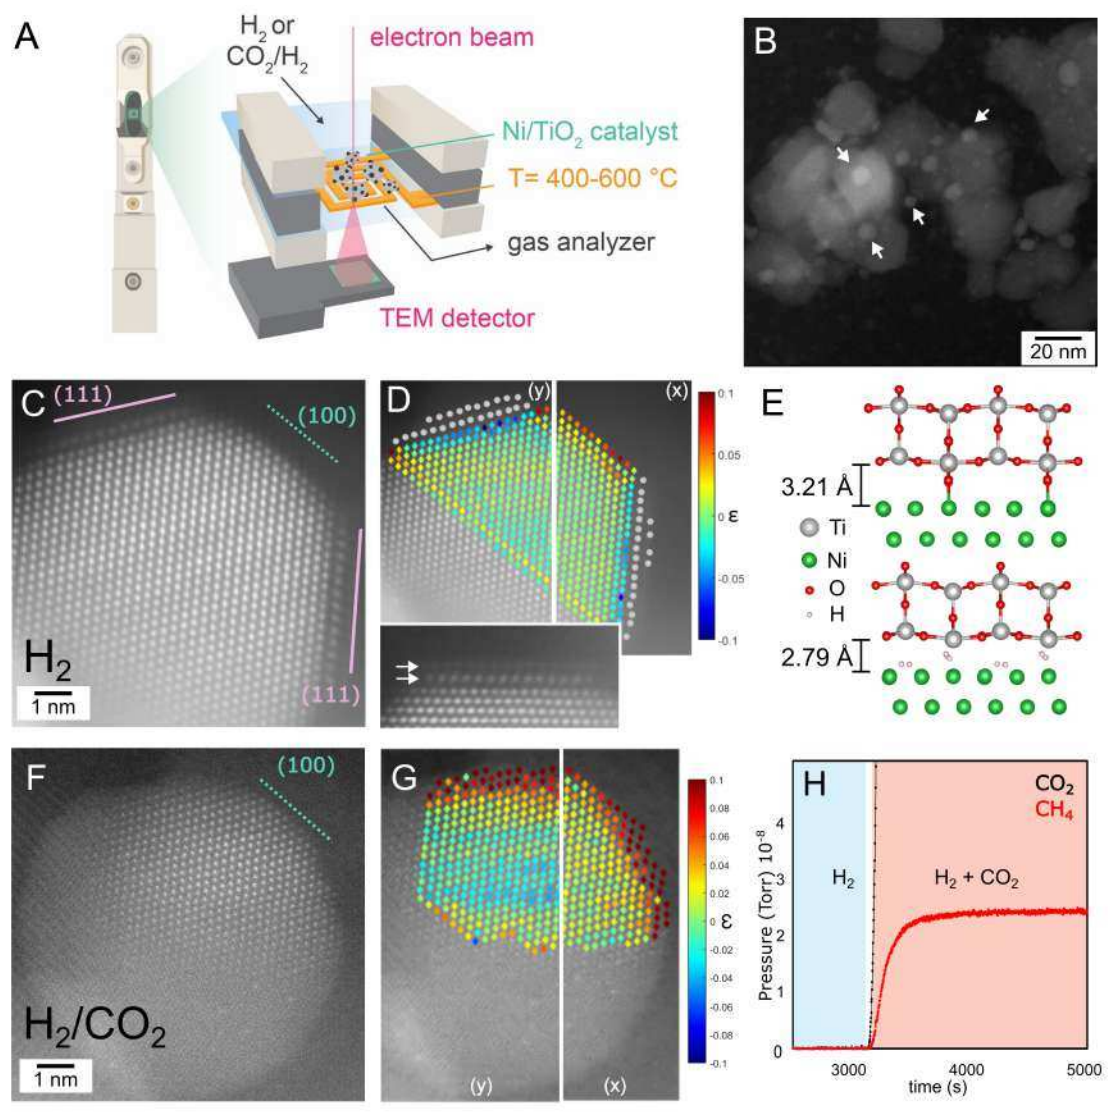 A
H₂ or
CO₂/H₂
electron beam
Ni/TiO₂ catalyst
T= 400-600 °C
gas analyzer
TEM detector
B
20 nm
C
(111)
(100)
(111)
H₂
1 nm
D
(y)
(x)
0.1
0.05
0
-0.05
-0.1
ε
E
3.21 Å
Ti
Ni
O
H
2.79 Å
F
(100)
H₂/CO₂
1 nm
G
(y)
(x)
0.1
0.08
0.06
0.04
0.02
0
-0.02
-0.04
-0.06
-0.08
-0.1
ε
H
CO₂
CH₄
H₂
H₂ + CO₂
Pressure (Torr) 10⁻⁸
4
3
2
1
0
3000
4000
5000
time (s)